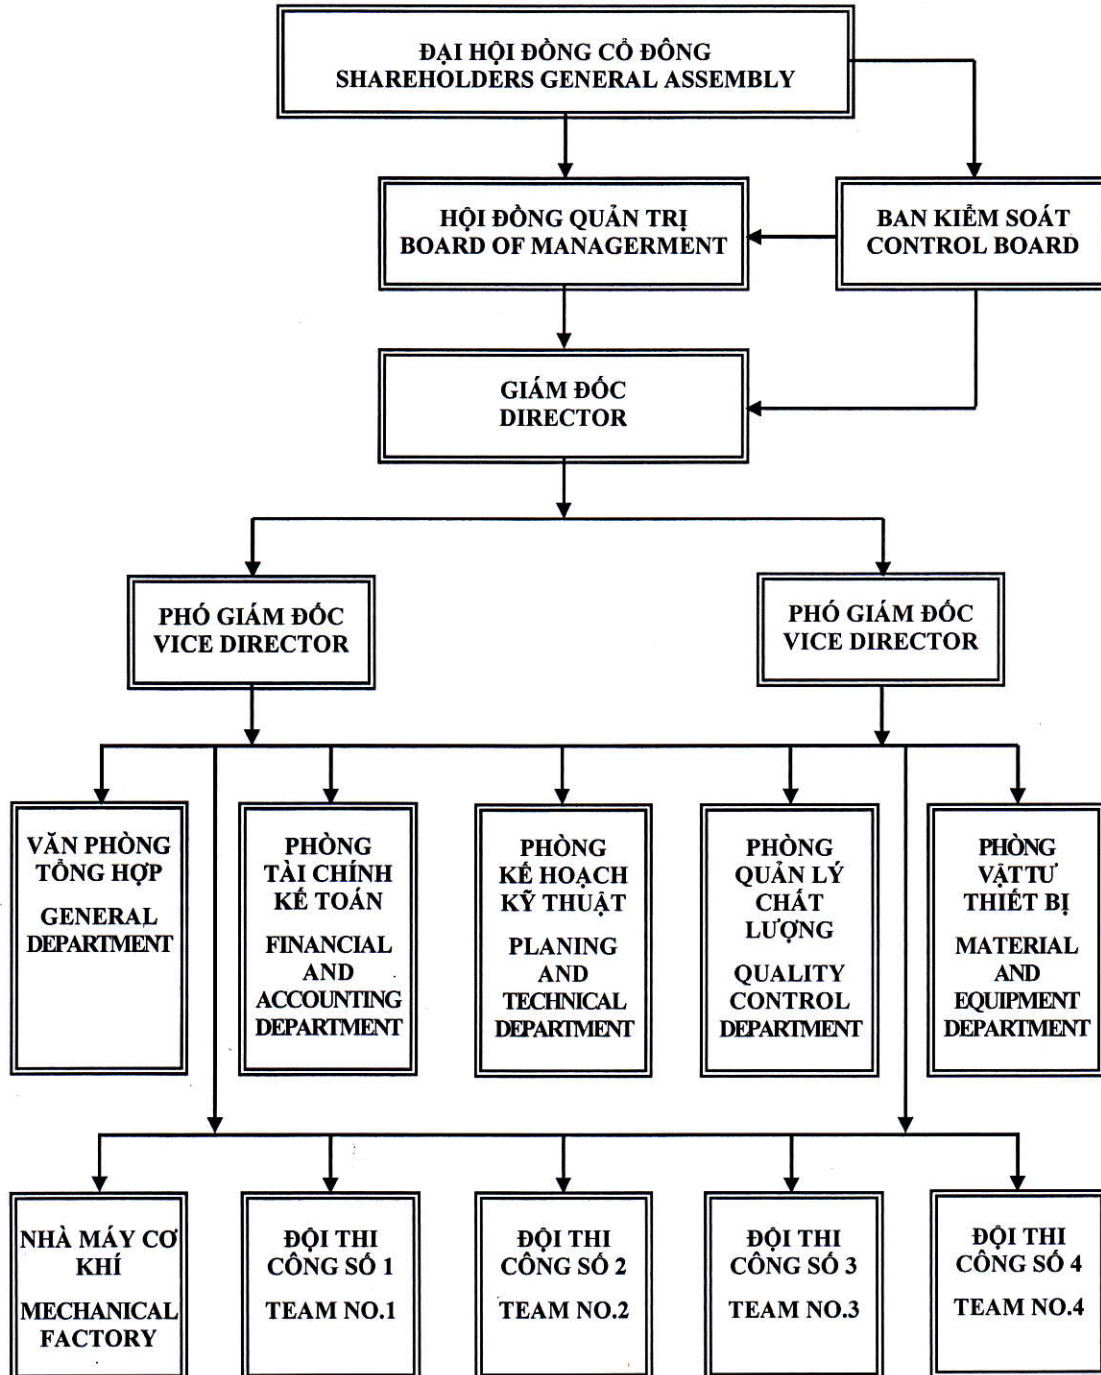 ĐẠI HỘI ĐỒNG CỔ ĐÔNG
SHAREHOLDERS GENERAL ASSEMBLY
HỘI ĐỒNG QUẢN TRỊ
BOARD OF MANAGERMENT
BAN KIỂM SOÁT
CONTROL BOARD
GIÁM ĐỐC
DIRECTOR
PHÓ GIÁM ĐỐC
VICE DIRECTOR
PHÓ GIÁM ĐỐC
VICE DIRECTOR
VĂN PHÒNG
TỔNG HỢP
GENERAL
DEPARTMENT
PHÒNG
TÀI CHÍNH
KẾ TOÁN
FINANCIAL
AND
ACCOUNTING
DEPARTMENT
PHÒNG
KẾ HOẠCH
KỸ THUẬT
PLANING
AND
TECHNICAL
DEPARTMENT
PHÒNG
QUẢN LÝ
CHẤT
LƯỢNG
QUALITY
CONTROL
DEPARTMENT
PHÒNG
VẬT TƯ
THIẾT BỊ
MATERIAL
AND
EQUIPMENT
DEPARTMENT
NHÀ MÁY CƠ
KHÍ
MECHANICAL
FACTORY
ĐỘI THI
CÔNG SỐ 1
TEAM NO.1
ĐỘI THI
CÔNG SỐ 2
TEAM NO.2
ĐỘI THI
CÔNG SỐ 3
TEAM NO.3
ĐỘI THI
CÔNG SỐ 4
TEAM NO.4